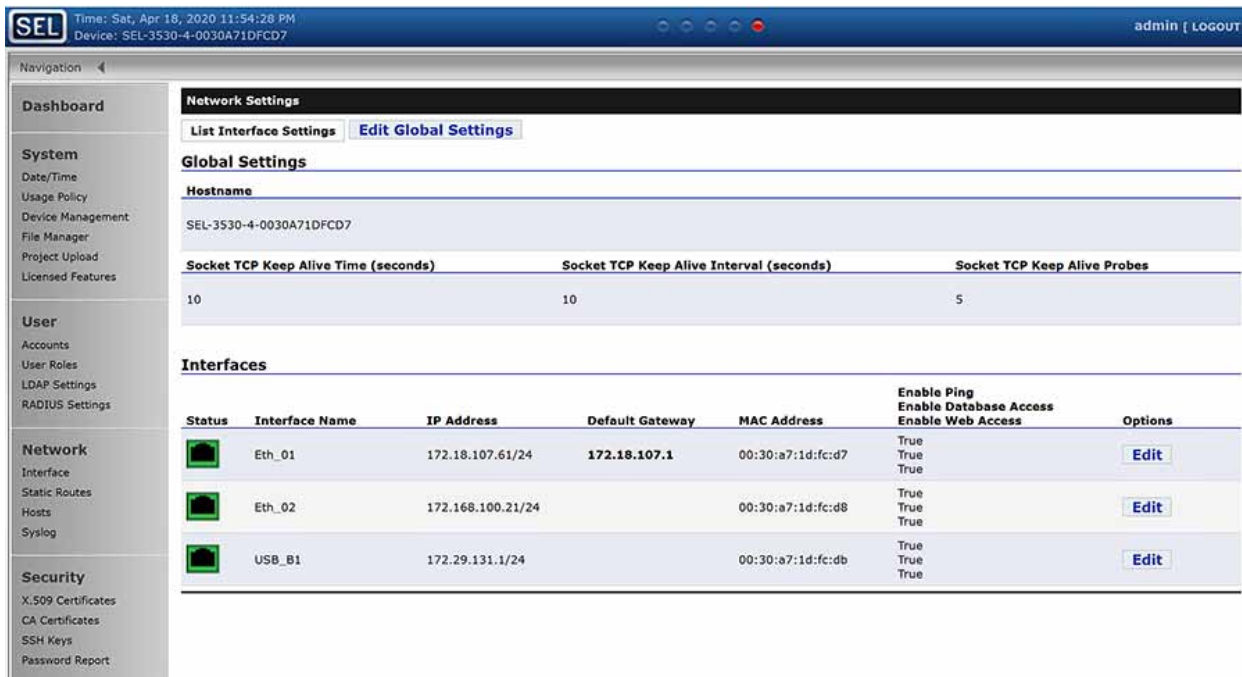 SEL
Time: Sat, Apr 18, 2020 11:54:28 PM
Device: SEL-3530-4-0030A71DFCD7
admin [ LOGOUT
Navigation
Dashboard
System
Date/Time
Usage Policy
Device Management
File Manager
Project Upload
Licensed Features
User
Accounts
User Roles
LDAP Settings
RADIUS Settings
Network
Interface
Static Routes
Hosts
Syslog
Security
X.509 Certificates
CA Certificates
SSH Keys
Password Report
Network Settings
List Interface Settings Edit Global Settings
Global Settings
Hostname
SEL-3530-4-0030A71DFCD7
Socket TCP Keep Alive Time (seconds) Socket TCP Keep Alive Interval (seconds) Socket TCP Keep Alive Probes
10 10 5
Interfaces
Enable Ping
Enable Database Access
Status Interface Name IP Address Default Gateway MAC Address Enable Web Access Options
True
Eth_01 172.18.107.61/24 172.18.107.1 00:30:a7:1d:fc:d7 True Edit
True
True
Eth_02 172.168.100.21/24 00:30:a7:1d:fc:d8 True Edit
True
True
USB_B1 172.29.131.1/24 00:30:a7:1d:fc:db True Edit
True